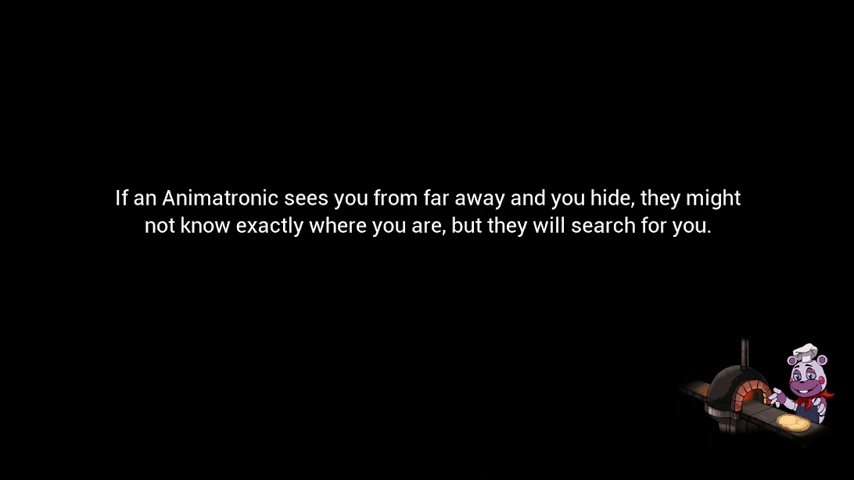 If an Animatronic sees you from far away and you hide, they might
not know exactly where you are, but they will search for you.